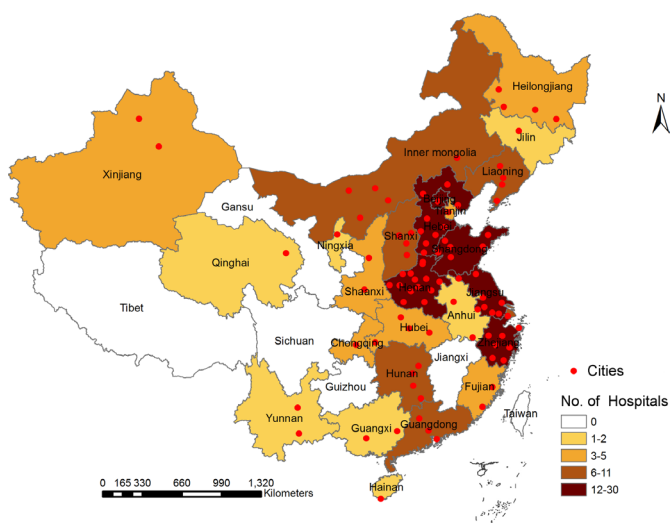 N
Heilongjiang
Jilin
Inner mongolia
Liaoning
Xinjiang
Gansu
Beijing
Tianjin
Hebei
Ningxia
Shanxi
Shangdong
Qinghai
Shaanxi
Henan
Jiangsu
Tibet
Anhui
Hubei
Sichuan
Chongqing
Zhejiang
Jiangxi
Hunan
Guizhou
Fujian
Taiwan
Yunnan
Guangxi
Guangdong
Hainan
Cities
No. of Hospitals
0
1-2
3-5
6-11
12-30
0 165 330 660 990 1,320
Kilometers